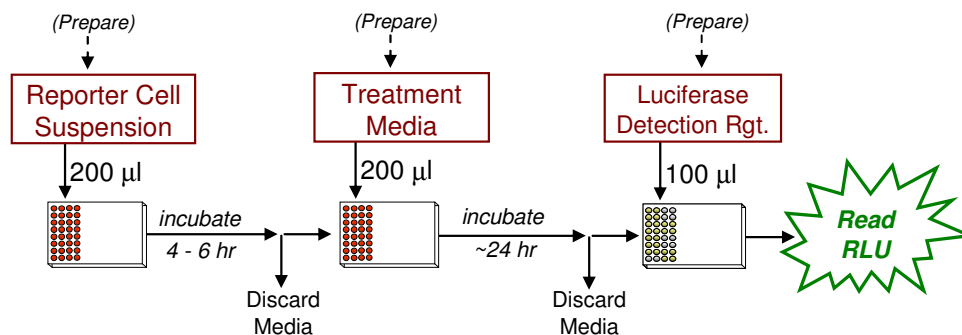 (Prepare)
Reporter Cell
Suspension
200 µl
incubate
4 - 6 hr
Discard
Media
(Prepare)
Treatment
Media
200 µl
incubate
~24 hr
Discard
Media
(Prepare)
Luciferase
Detection Rgt.
100 µl
Read
RLU